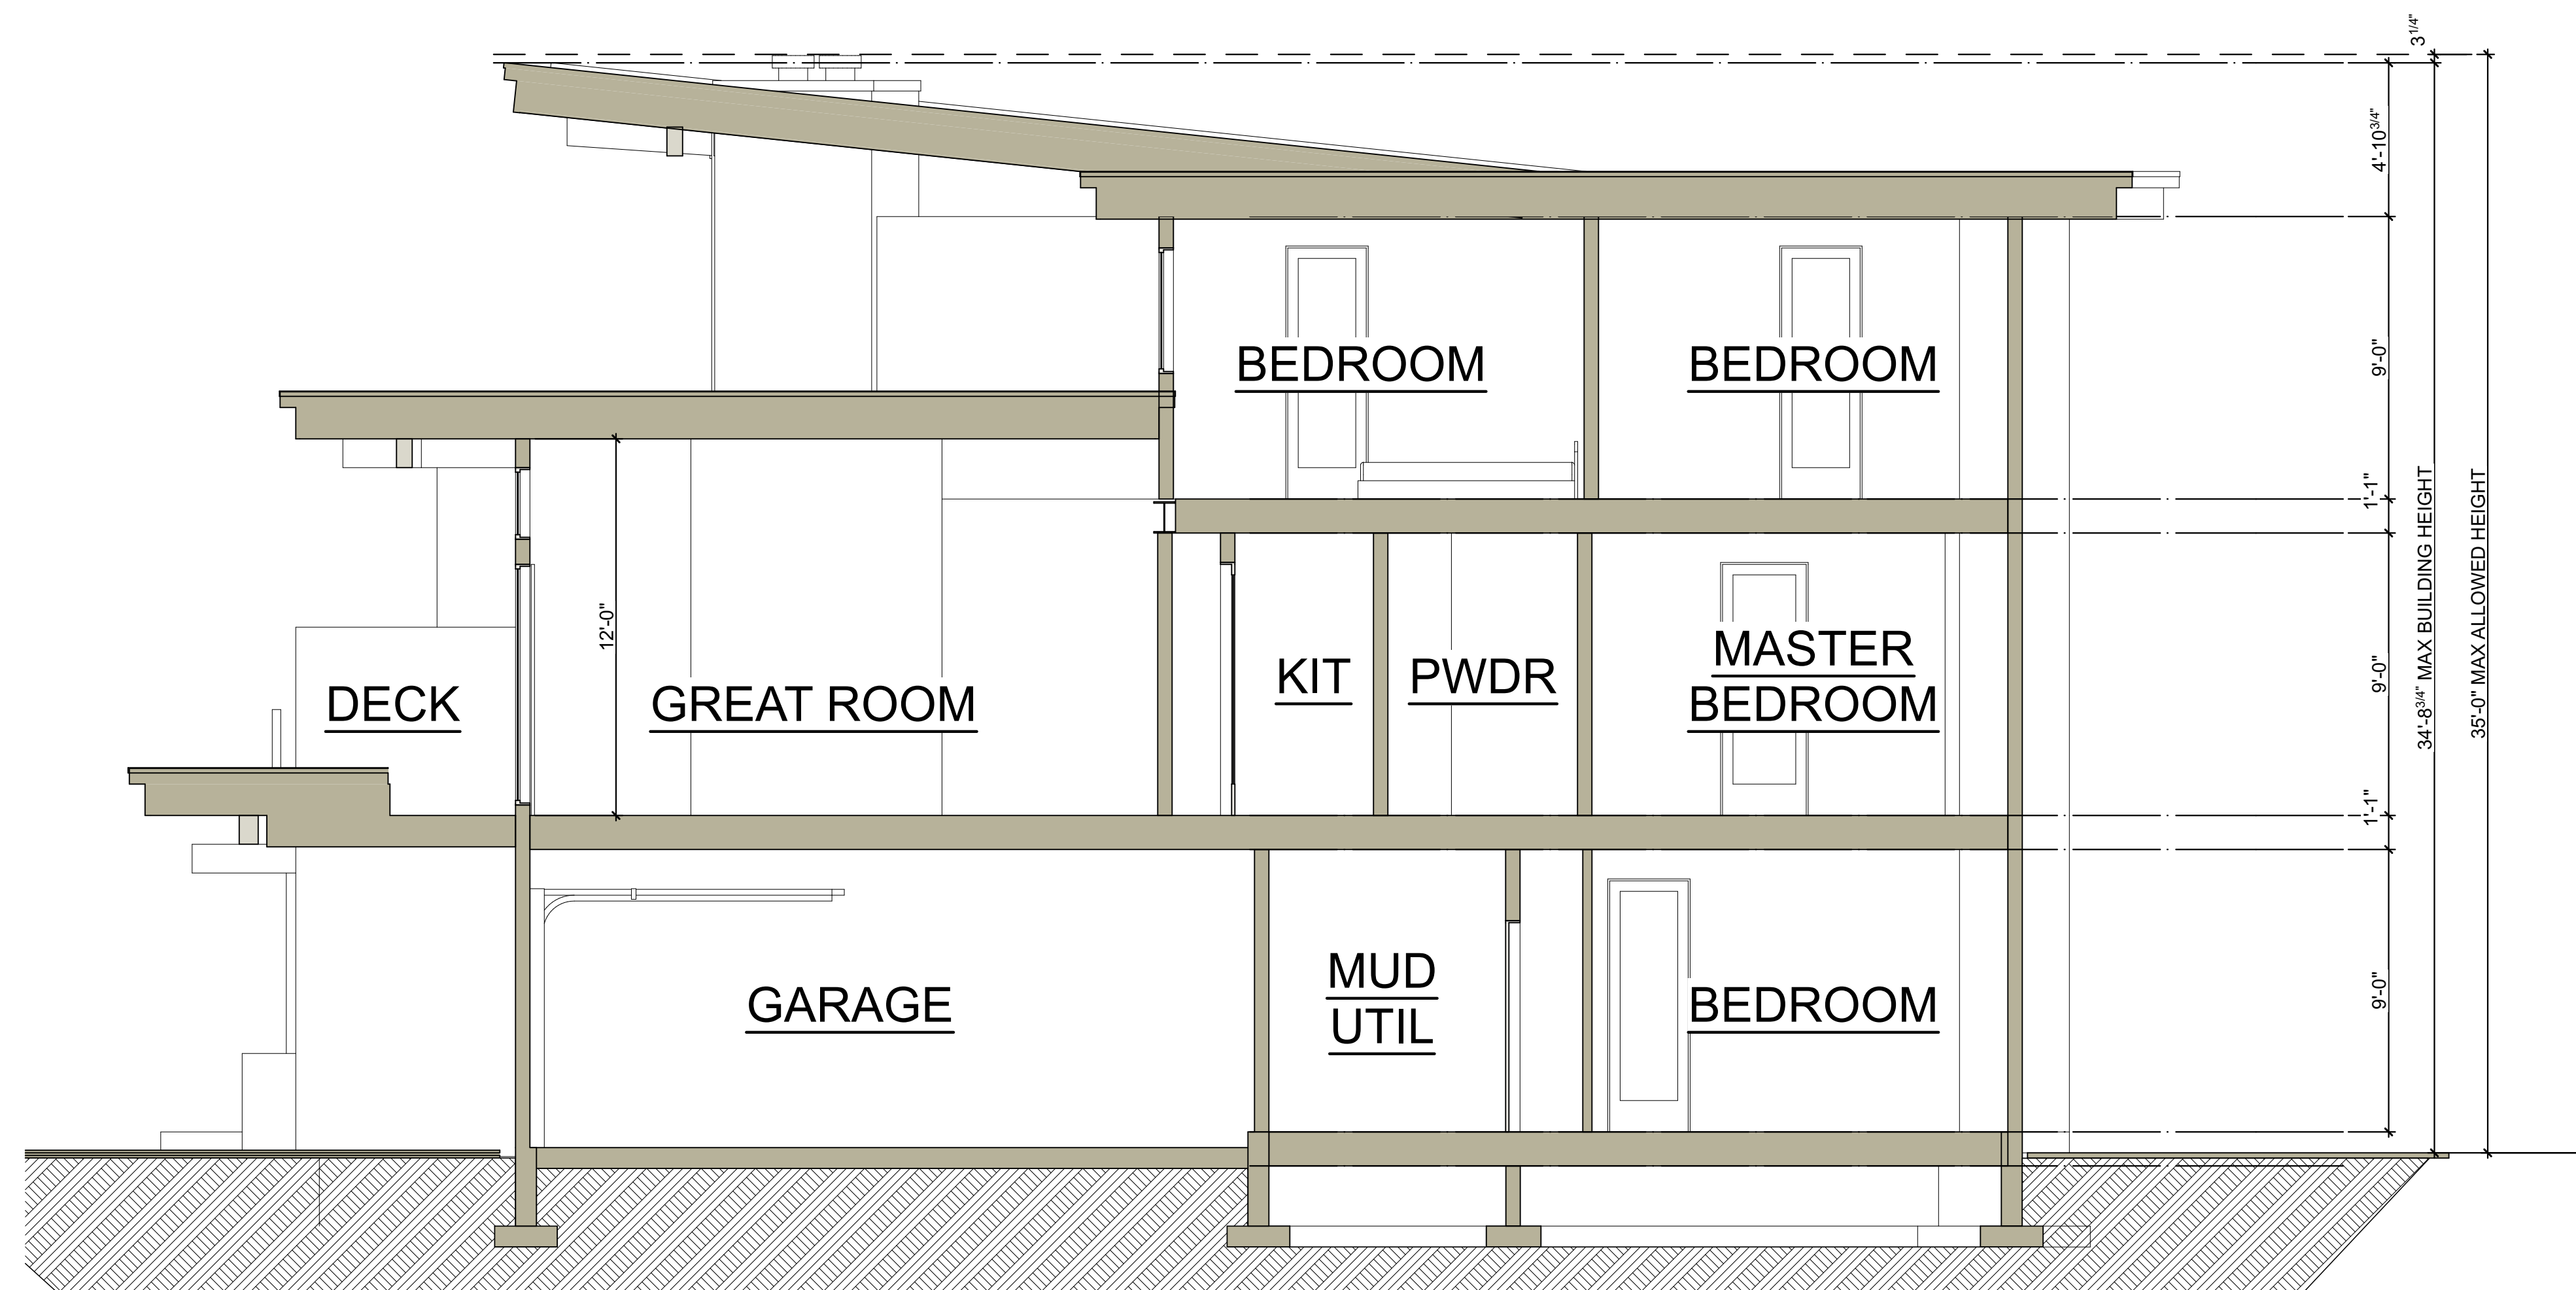 3 1/4"
4'-10 3/4"
BEDROOM
BEDROOM
9'-0"
1'-1"
34'-8 3/4" MAX BUILDING HEIGHT
35'-0" MAX ALLOWED HEIGHT
12'-0"
DECK
GREAT ROOM
KIT
PWDR
MASTER
BEDROOM
9'-0"
1'-1"
GARAGE
MUD
UTIL
BEDROOM
9'-0"